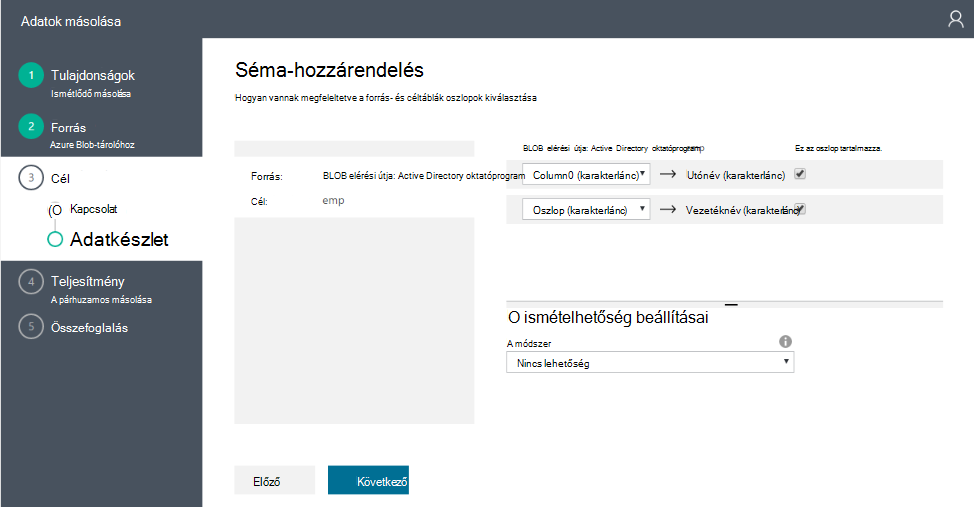 Adatok másolása
1 Tulajdonságok
Ismétlődő másolása
2 Forrás
Azure Blob-tárolóhoz
3 Cél
Kapcsolat
Adatkészlet
4 Teljesítmény
A párhuzamos másolása
5 Összefoglalás
Séma-hozzárendelés
Hogyan vannak megfeleltetve a forrás- és céltáblák oszlopok kiválasztása
Forrás: BLOB elérési útja: Active Directory oktatóprogram
Cél: emp
BLOB elérési útja: Active Directory oktatóprogram Ez az oszlop tartalmazza.
Column0 (karakterlánc) → Utónév (karakterlánc)
Oszlop (karakterlánc) → Vezetéknév (karakterlánc)
O ismételhetőség beállításai
A módszer
Nincs lehetőség
Előző Következő